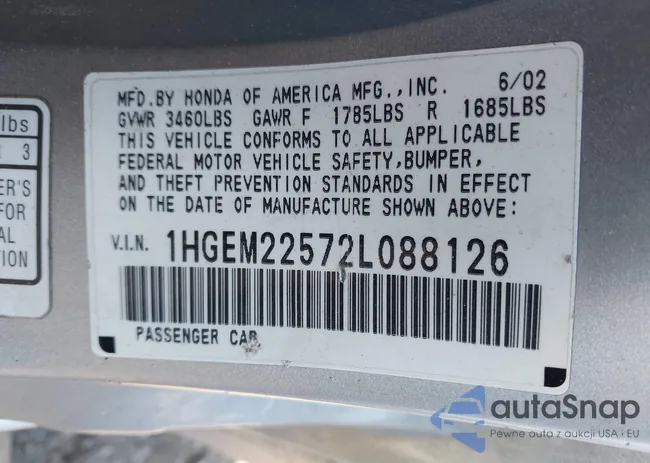 MFD.BY HONDA OF AMERICA MFG.,INC. 6/02
GVWR 3460LBS GAWR F 1785LBS R 1685LBS
THIS VEHICLE CONFORMS TO ALL APPLICABLE
FEDERAL MOTOR VEHICLE SAFETY,BUMPER,
AND THEFT PREVENTION STANDARDS IN EFFECT
ON THE DATE OF MANUFACTURE SHOWN ABOVE:
V.I.N. 1HGEM22572L088126
PASSENGER CAR
lbs
3
ER'S
FOR
AL
ION
autaSnap
Pewne auta z aukcji USA i EU